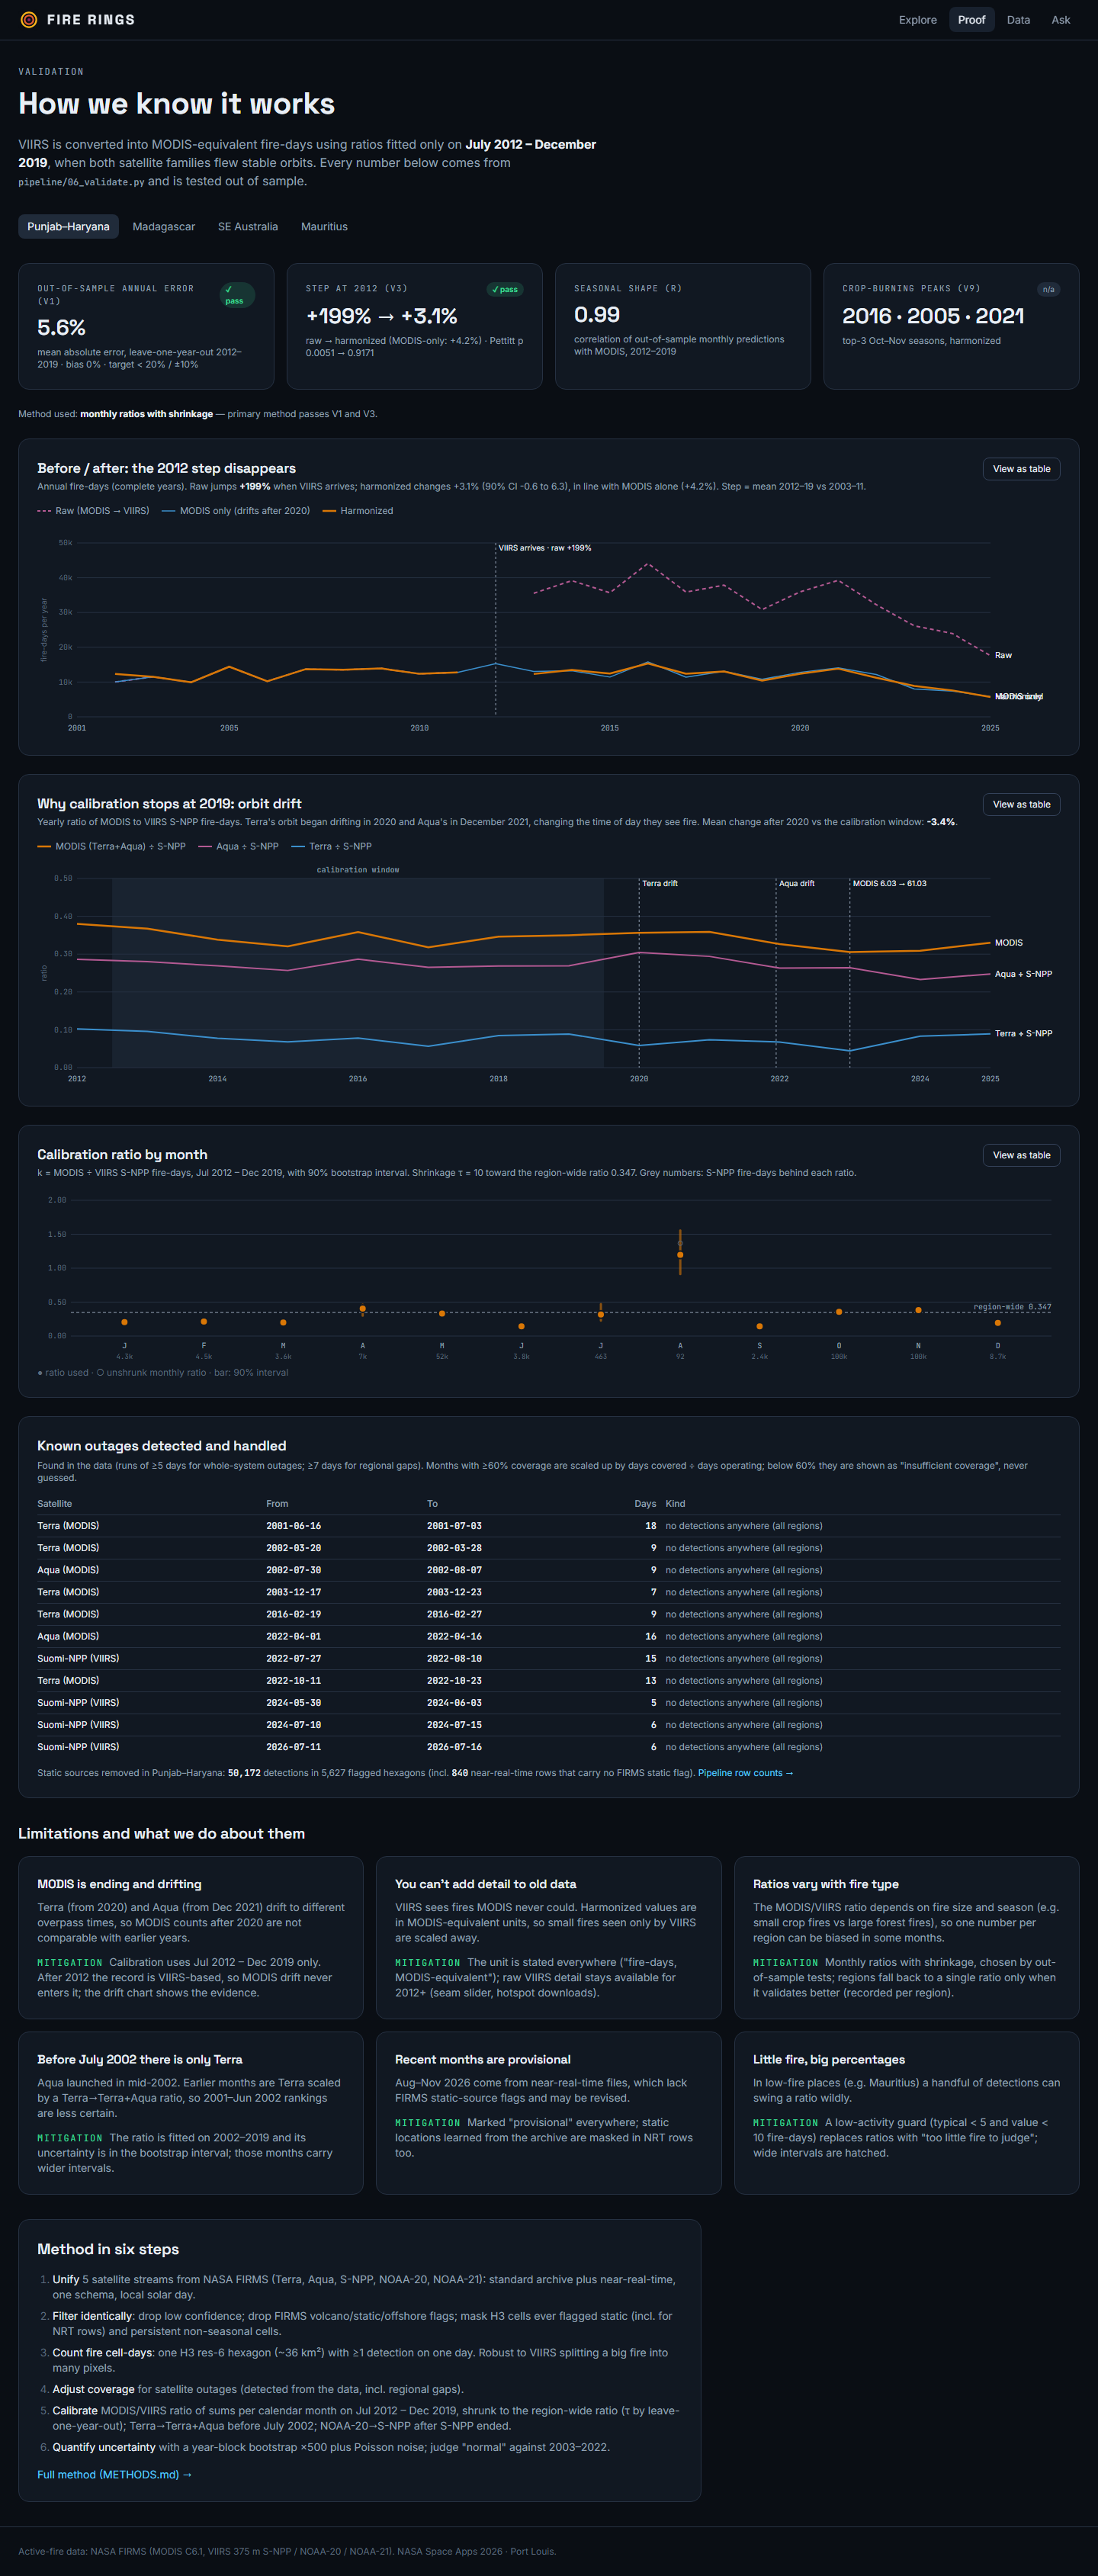 FIRE RINGS
Explore
Proof
Data
Ask
VALIDATION
How we know it works
VIIRS is converted into MODIS-equivalent fire-days using ratios fitted only on July 2012 – December
2019, when both satellite families flew stable orbits. Every number below comes from
pipeline/06_validate.py and is tested out of sample.
Punjab–Haryana
Madagascar
SE Australia
Mauritius
OUT-OF-SAMPLE ANNUAL ERROR
(V1)
✓
pass
5.6%
mean absolute error, leave-one-year-out 2012–
2019 · bias 0% · target < 20% / ±10%
STEP AT 2012 (V3)
✓ pass
+199% → +3.1%
raw → harmonized (MODIS-only: +4.2%) · Pettitt p
0.0051 → 0.9171
SEASONAL SHAPE (R)
0.99
correlation of out-of-sample monthly predictions
with MODIS, 2012–2019
CROP-BURNING PEAKS (V9)
n/a
2016 · 2005 · 2021
top-3 Oct–Nov seasons, harmonized
Method used: monthly ratios with shrinkage — primary method passes V1 and V3.
Before / after: the 2012 step disappears
View as table
Annual fire-days (complete years). Raw jumps +199% when VIIRS arrives; harmonized changes +3.1% (90% CI -0.6 to 6.3), in line with MODIS alone (+4.2%). Step = mean 2012–19 vs 2003–11.
Raw (MODIS → VIIRS)
MODIS only (drifts after 2020)
Harmonized
50k
VIIRS arrives · raw +199%
40k
30k
fire-days per year
20k
Raw
10k
0
2001
2005
2010
2015
2020
2025
Why calibration stops at 2019: orbit drift
View as table
Yearly ratio of MODIS to VIIRS S-NPP fire-days. Terra's orbit began drifting in 2020 and Aqua's in December 2021, changing the time of day they see fire. Mean change after 2020 vs the calibration window: -3.4%.
MODIS (Terra+Aqua) ÷ S-NPP
Aqua ÷ S-NPP
Terra ÷ S-NPP
calibration window
0.50
Terra drift
Aqua drift
MODIS 6.03 → 61.03
0.40
MODIS
0.30
ratio
Aqua ÷ S-NPP
0.20
0.10
Terra ÷ S-NPP
0.00
2012
2014
2016
2018
2020
2022
2024
2025
Calibration ratio by month
View as table
k = MODIS ÷ VIIRS S-NPP fire-days, Jul 2012 – Dec 2019, with 90% bootstrap interval. Shrinkage τ = 10 toward the region-wide ratio 0.347. Grey numbers: S-NPP fire-days behind each ratio.
2.00
1.50
1.00
0.50
region-wide 0.347
0.00
J F M A M J J A S O N D
4.3k 4.5k 3.6k 7k 52k 3.8k 463 92 2.4k 100k 100k 8.7k
● ratio used · ○ unshrunk monthly ratio · bar: 90% interval
Known outages detected and handled
Found in the data (runs of ≥5 days for whole-system outages; ≥7 days for regional gaps). Months with ≥60% coverage are scaled up by days covered ÷ days operating; below 60% they are shown as "insufficient coverage", never
guessed.
Satellite From To Days Kind
Terra (MODIS) 2001-06-16 2001-07-03 18 no detections anywhere (all regions)
Terra (MODIS) 2002-03-20 2002-03-28 9 no detections anywhere (all regions)
Aqua (MODIS) 2002-07-30 2002-08-07 9 no detections anywhere (all regions)
Terra (MODIS) 2003-12-17 2003-12-23 7 no detections anywhere (all regions)
Terra (MODIS) 2016-02-19 2016-02-27 9 no detections anywhere (all regions)
Aqua (MODIS) 2022-04-01 2022-04-16 16 no detections anywhere (all regions)
Suomi-NPP (VIIRS) 2022-07-27 2022-08-10 15 no detections anywhere (all regions)
Terra (MODIS) 2022-10-11 2022-10-23 13 no detections anywhere (all regions)
Suomi-NPP (VIIRS) 2024-05-30 2024-06-03 5 no detections anywhere (all regions)
Suomi-NPP (VIIRS) 2024-07-10 2024-07-15 6 no detections anywhere (all regions)
Suomi-NPP (VIIRS) 2026-07-11 2026-07-16 6 no detections anywhere (all regions)
Static sources removed in Punjab–Haryana: 50,172 detections in 5,627 flagged hexagons (incl. 840 near-real-time rows that carry no FIRMS static flag). Pipeline row counts →
Limitations and what we do about them
MODIS is ending and drifting
Terra (from 2020) and Aqua (from Dec 2021) drift to different
overpass times, so MODIS counts after 2020 are not
comparable with earlier years.
MITIGATION Calibration uses Jul 2012 – Dec 2019 only.
After 2012 the record is VIIRS-based, so MODIS drift never
enters it; the drift chart shows the evidence.
You can't add detail to old data
VIIRS sees fires MODIS never could. Harmonized values are
in MODIS-equivalent units, so small fires seen only by VIIRS
are scaled away.
MITIGATION The unit is stated everywhere ("fire-days,
MODIS-equivalent"); raw VIIRS detail stays available for
2012+ (seam slider, hotspot downloads).
Ratios vary with fire type
The MODIS/VIIRS ratio depends on fire size and season (e.g.
small crop fires vs large forest fires), so one number per
region can be biased in some months.
MITIGATION Monthly ratios with shrinkage, chosen by out-
of-sample tests; regions fall back to a single ratio only when
it validates better (recorded per region).
Before July 2002 there is only Terra
Aqua launched in mid-2002. Earlier months are Terra scaled
by a Terra→Terra+Aqua ratio, so 2001–Jun 2002 rankings
are less certain.
MITIGATION The ratio is fitted on 2002–2019 and its
uncertainty is in the bootstrap interval; those months carry
wider intervals.
Recent months are provisional
Aug–Nov 2026 come from near-real-time files, which lack
FIRMS static-source flags and may be revised.
MITIGATION Marked "provisional" everywhere; static
locations learned from the archive are masked in NRT rows
too.
Little fire, big percentages
In low-fire places (e.g. Mauritius) a handful of detections can
swing a ratio wildly.
MITIGATION A low-activity guard (typical < 5 and value <
10 fire-days) replaces ratios with "too little fire to judge";
wide intervals are hatched.
Method in six steps
1. Unify 5 satellite streams from NASA FIRMS (Terra, Aqua, S-NPP, NOAA-20, NOAA-21): standard archive plus near-real-time,
one schema, local solar day.
2. Filter identically: drop low confidence; drop FIRMS volcano/static/offshore flags; mask H3 cells ever flagged static (incl. for
NRT rows) and persistent non-seasonal cells.
3. Count fire cell-days: one H3 res-6 hexagon (~36 km²) with ≥1 detection on one day. Robust to VIIRS splitting a big fire into
many pixels.
4. Adjust coverage for satellite outages (detected from the data, incl. regional gaps).
5. Calibrate MODIS/VIIRS ratio of sums per calendar month on Jul 2012 – Dec 2019, shrunk to the region-wide ratio (τ by leave-
one-year-out); Terra→Terra+Aqua before July 2002; NOAA-20→S-NPP after S-NPP ended.
6. Quantify uncertainty with a year-block bootstrap ×500 plus Poisson noise; judge "normal" against 2003–2022.
Full method (METHODS.md) →
Active-fire data: NASA FIRMS (MODIS C6.1, VIIRS 375 m S-NPP / NOAA-20 / NOAA-21). NASA Space Apps 2026 · Port Louis.